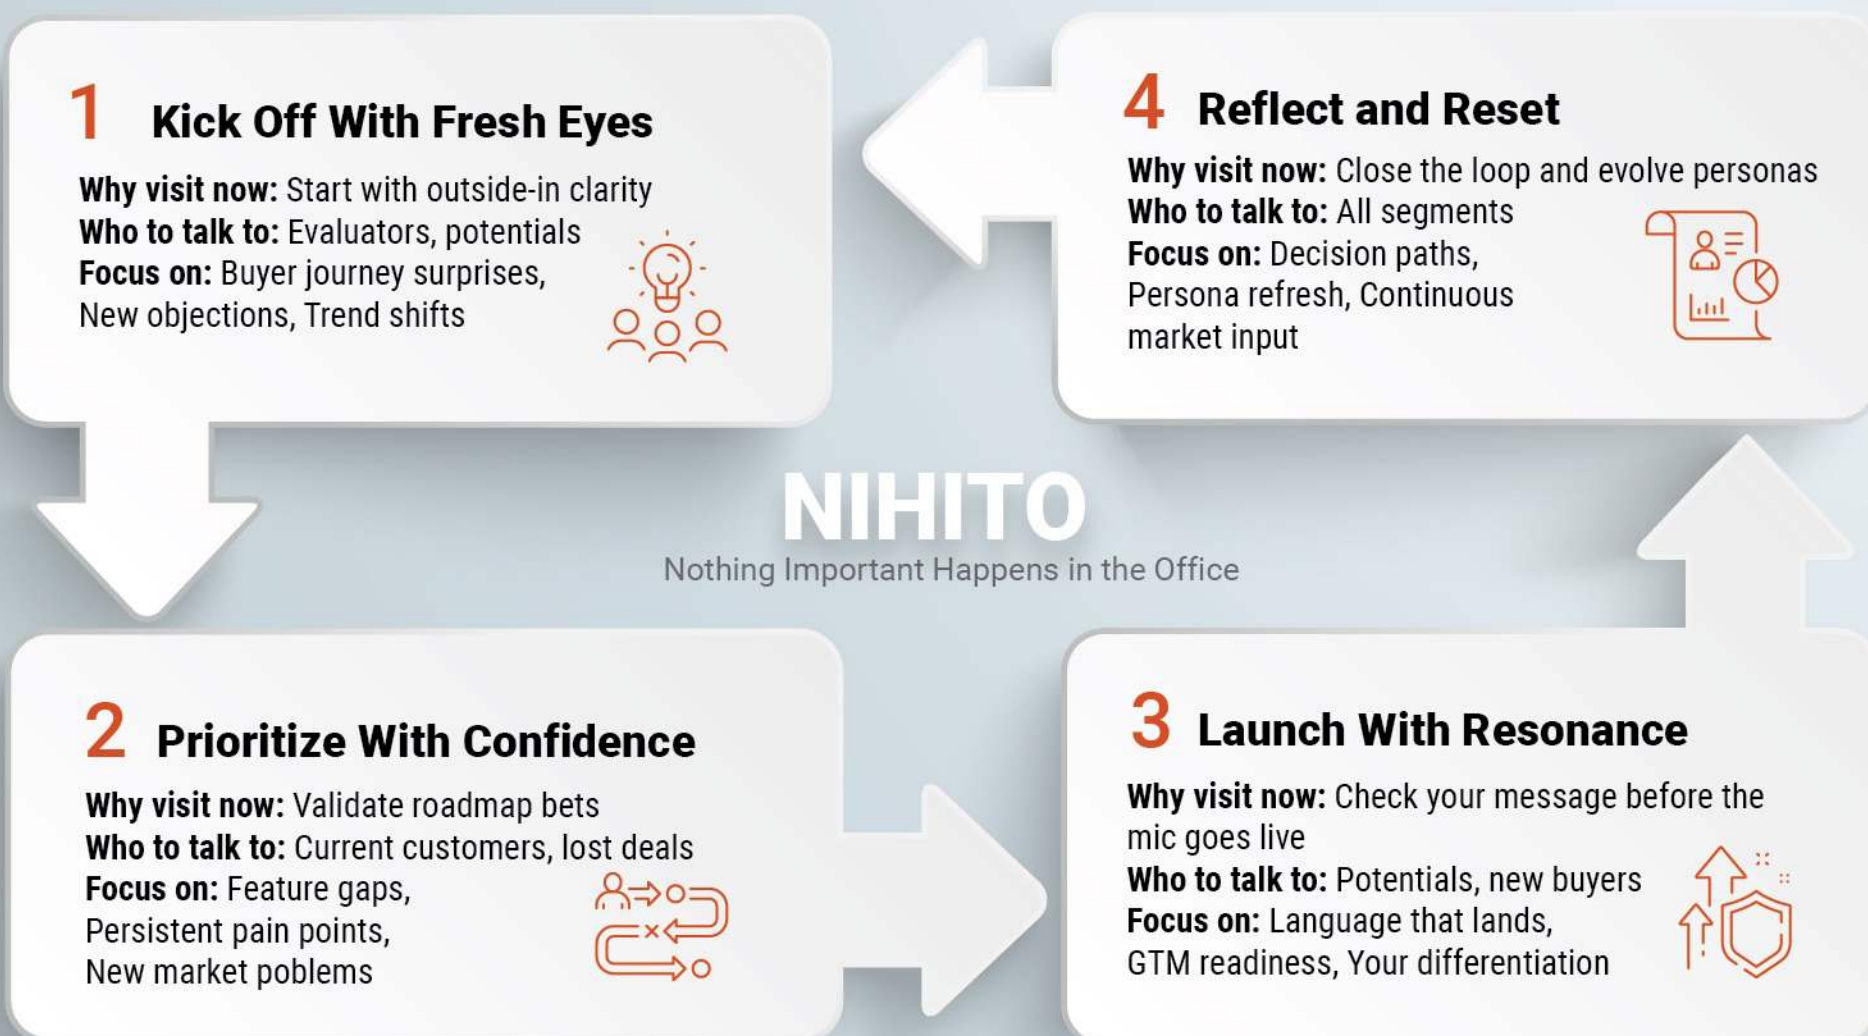 1 Kick Off With Fresh Eyes
Why visit now: Start with outside-in clarity
Who to talk to: Evaluators, potentials
Focus on: Buyer journey surprises,
New objections, Trend shifts
4 Reflect and Reset
Why visit now: Close the loop and evolve personas
Who to talk to: All segments
Focus on: Decision paths,
Persona refresh, Continuous
market input
NIHITO
Nothing Important Happens in the Office
2 Prioritize With Confidence
Why visit now: Validate roadmap bets
Who to talk to: Current customers, lost deals
Focus on: Feature gaps,
Persistent pain points,
New market poblems
3 Launch With Resonance
Why visit now: Check your message before the
mic goes live
Who to talk to: Potentials, new buyers
Focus on: Language that lands,
GTM readiness, Your differentiation